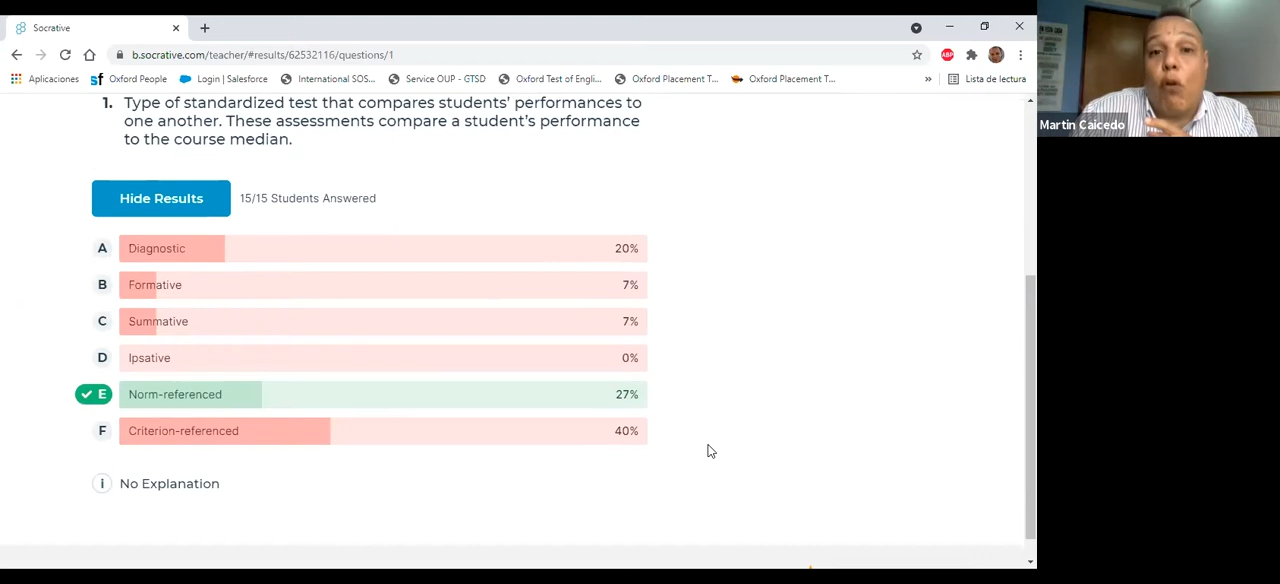 Socrative
b.socrative.com/teacher/#results/62532116/questions/1
ABP
Aplicaciones
Sf Oxford People
Login | Salesforce
International SOS...
Service OUP - GTSD
Oxford Test of Engli...
Oxford Placement T...
Oxford Placement T...
»
Lista de lectura
1. Type of standardized test that compares students' performances to
one another. These assessments compare a student's performance
to the course median.
Hide Results 15/15 Students Answered
A Diagnostic 20%
B Formative 7%
C Summative 7%
D Ipsative 0%
E Norm-referenced 27%
F Criterion-referenced 40%
i No Explanation
Martin Caicedo